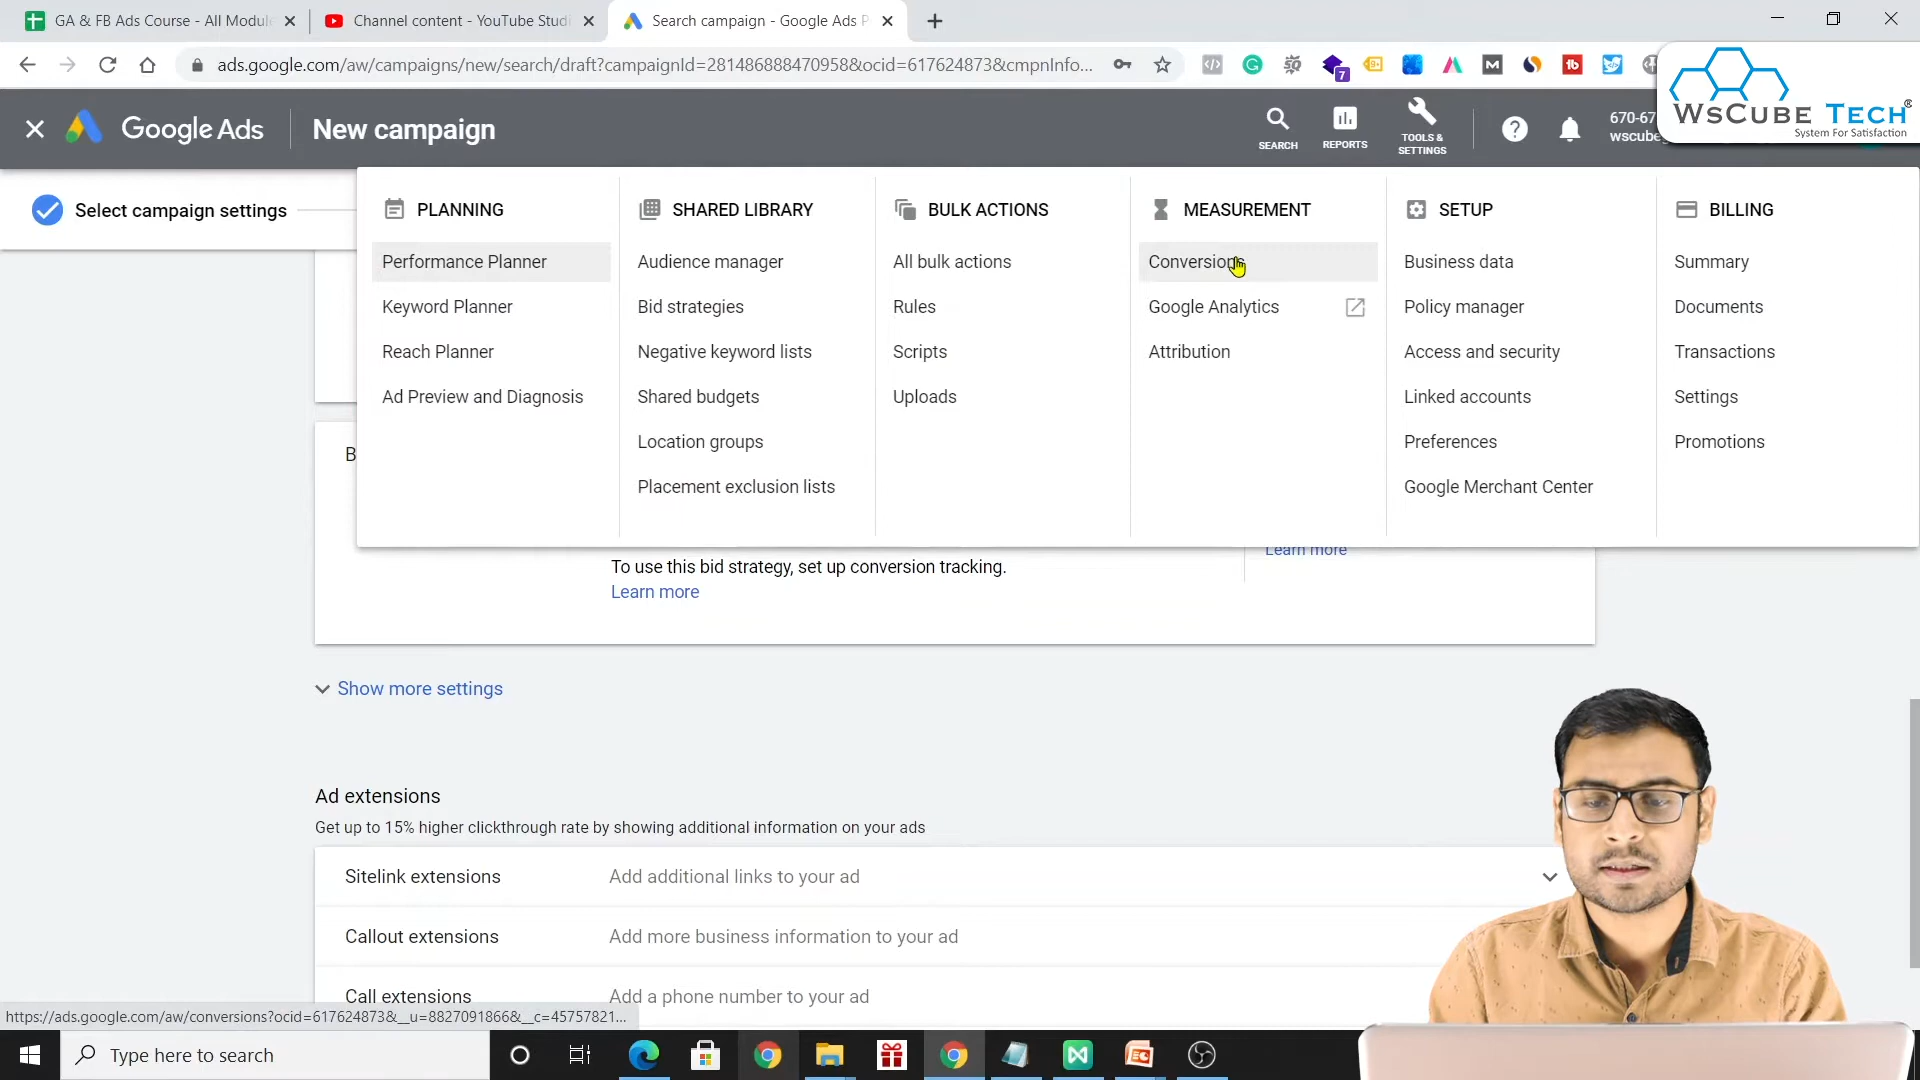 GA & FB Ads Course - All Modul
Channel content - YouTube Studi
Search campaign - Google Ads P
ads.google.com/aw/campaigns/new/search/draft?campaignId=281486888470958&ocid=617624873&cmpnInfo...
7
WsCube Tech®
System For Satisfaction
Google Ads
New campaign
SEARCH
REPORTS
TOOLS &
SETTINGS
670-67
wscube
Select campaign settings
PLANNING
Performance Planner
Keyword Planner
Reach Planner
Ad Preview and Diagnosis
SHARED LIBRARY
Audience manager
Bid strategies
Negative keyword lists
Shared budgets
Location groups
Placement exclusion lists
BULK ACTIONS
All bulk actions
Rules
Scripts
Uploads
MEASUREMENT
Conversions
Google Analytics
Attribution
SETUP
Business data
Policy manager
Access and security
Linked accounts
Preferences
Google Merchant Center
BILLING
Summary
Documents
Transactions
Settings
Promotions
B
To use this bid strategy, set up conversion tracking.
Learn more
Learn more
Show more settings
Ad extensions
Get up to 15% higher clickthrough rate by showing additional information on your ads
Sitelink extensions
Add additional links to your ad
Callout extensions
Add more business information to your ad
Call extensions
Add a phone number to your ad
https://ads.google.com/aw/conversions?ocid=617624873&__u=8827091866&__c=45757821...
Type here to search